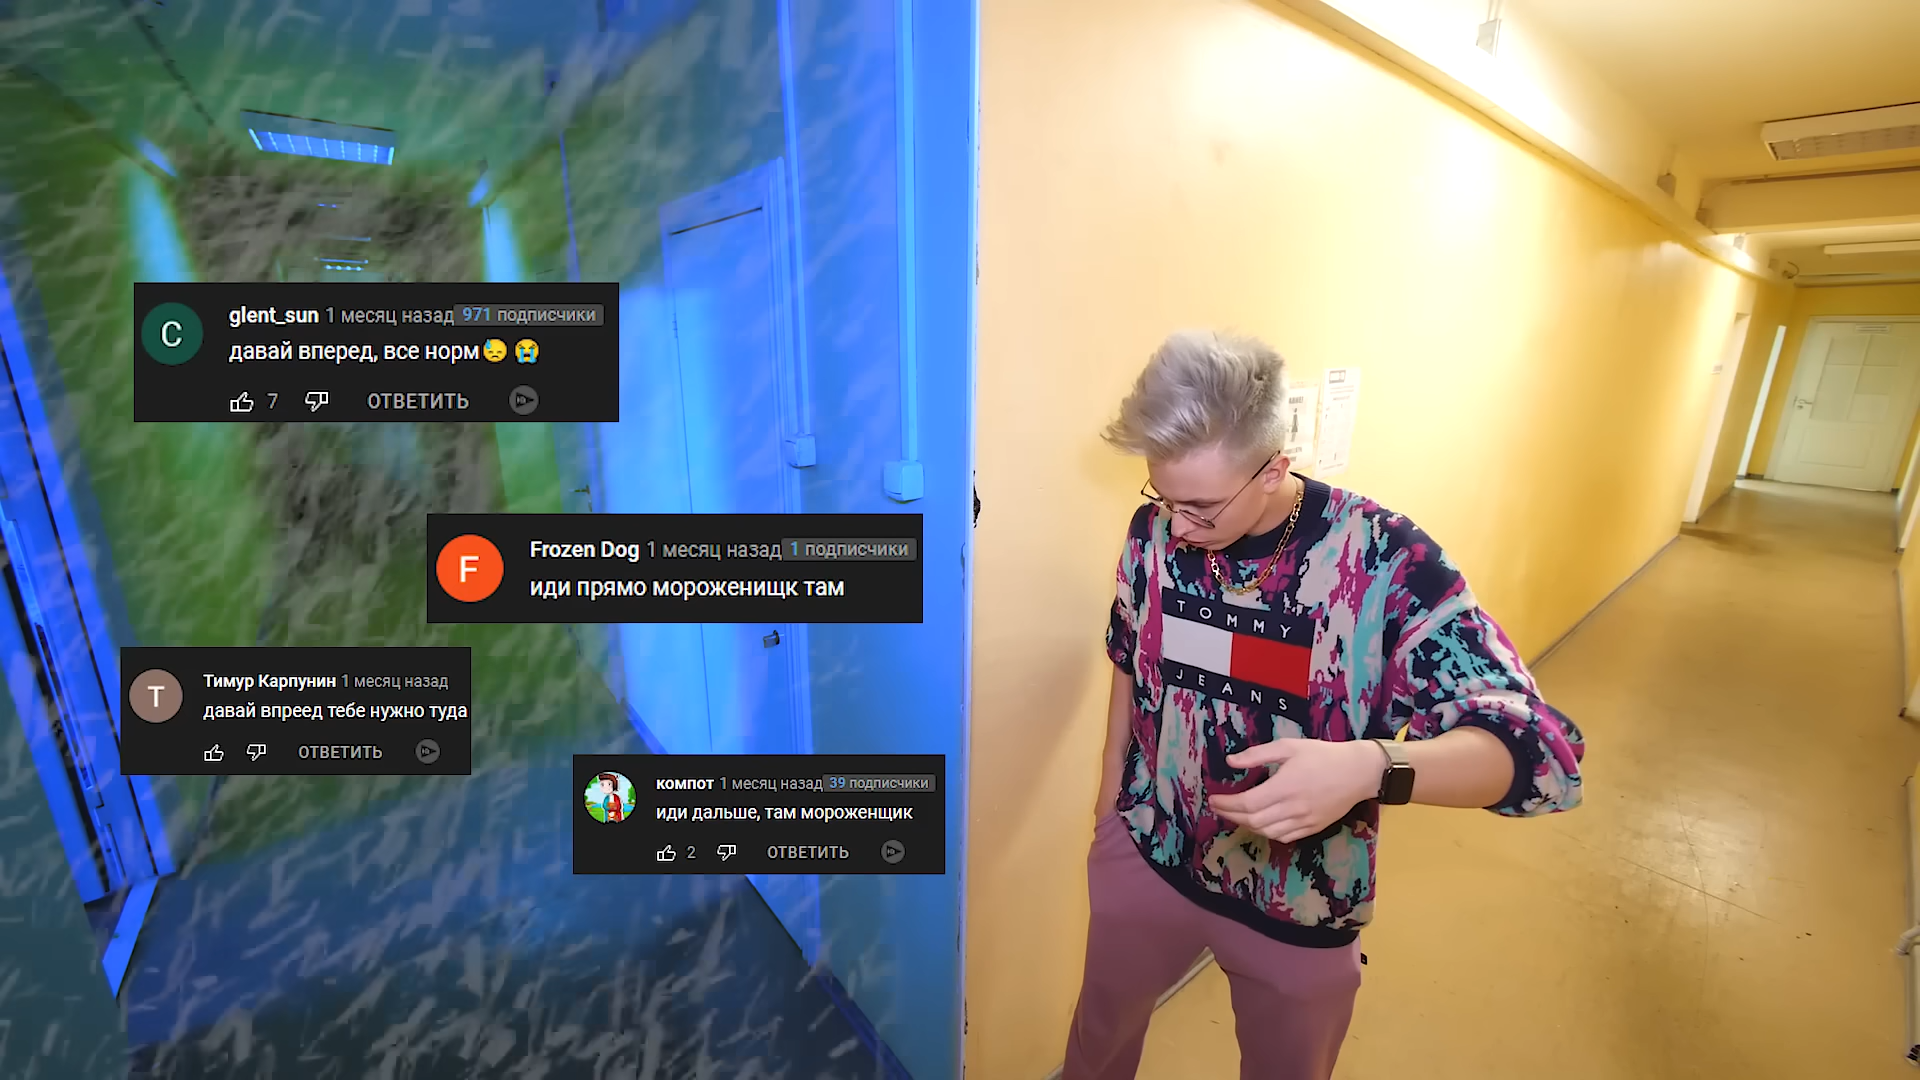 C
glent_sun 1 месяц назад 971 подписчики
давай вперед, все норм😓 😭
7 ОТВЕТИТЬ
F
Frozen Dog 1 месяц назад 1 подписчики
иди прямо мороженищк там
Т
Тимур Карпунин 1 месяц назад
давай впреед тебе нужно туда
ОТВЕТИТЬ
компот 1 месяц назад 39 подписчики
иди дальше, там мороженщик
2 ОТВЕТИТЬ
TOMMY
JEANS